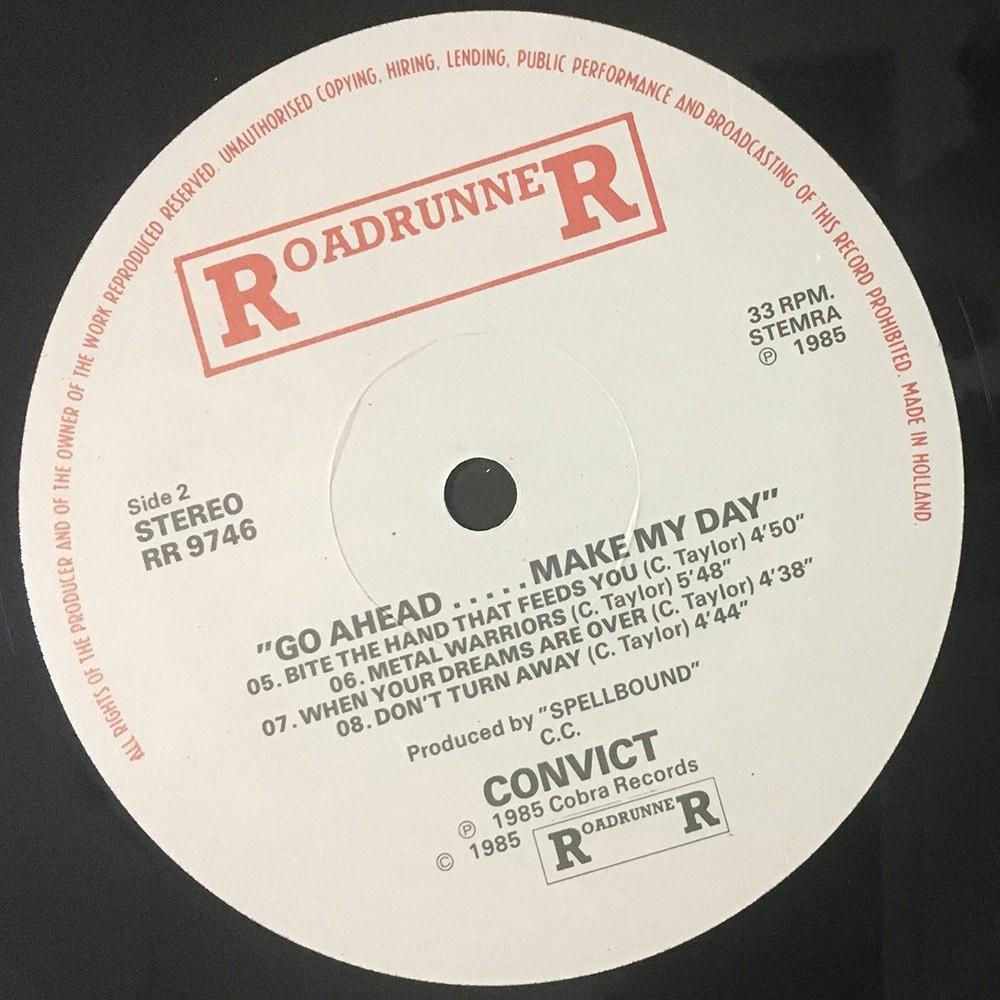 ALL RIGHTS OF THE PRODUCER AND OF THE OWNER OF THE WORK REPRODUCED RESERVED. UNAUTHORISED COPYING, HIRING, LENDING, PUBLIC PERFORMANCE AND BROADCASTING OF THIS RECORD PROHIBITED. MADE IN HOLLAND.
ROADRUNNER
33 RPM.
STEMRA
Ⓟ 1985
Side 2
STEREO
RR 9746
"GO AHEAD.....MAKE MY DAY"
05. BITE THE HAND THAT FEEDS YOU (C. Taylor) 4'50"
06. METAL WARRIORS (C. Taylor) 5'48"
07. WHEN YOUR DREAMS ARE OVER (C. Taylor) 4'38"
08. DON'T TURN AWAY (C. Taylor) 4'44"
Produced by "SPELLBOUND"
C.C.
CONVICT
Ⓟ 1985 Cobra Records
© 1985 ROADRUNNER